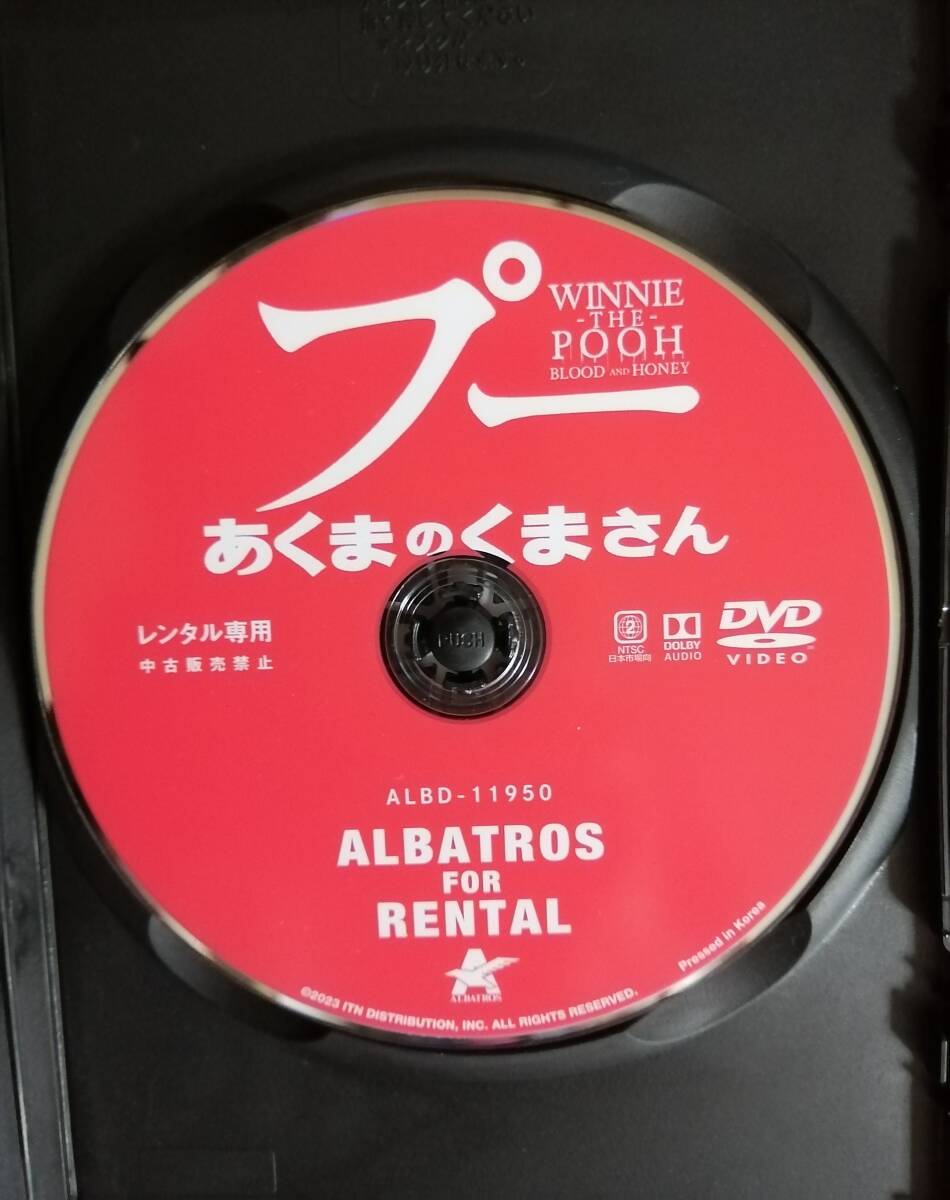 プー
WINNIE
-THE-
POOH
BLOOD AND HONEY
あくまのくまさん
レンタル専用
中古販売禁止
PUSH
2
NTSC
日本市場向
DOLBY
AUDIO
DVD
VIDEO
ALBD-11950
ALBATROS
FOR
RENTAL
A
ALBATROS
Pressed in Korea
©2023 ITN DISTRIBUTION, INC. ALL RIGHTS RESERVED.